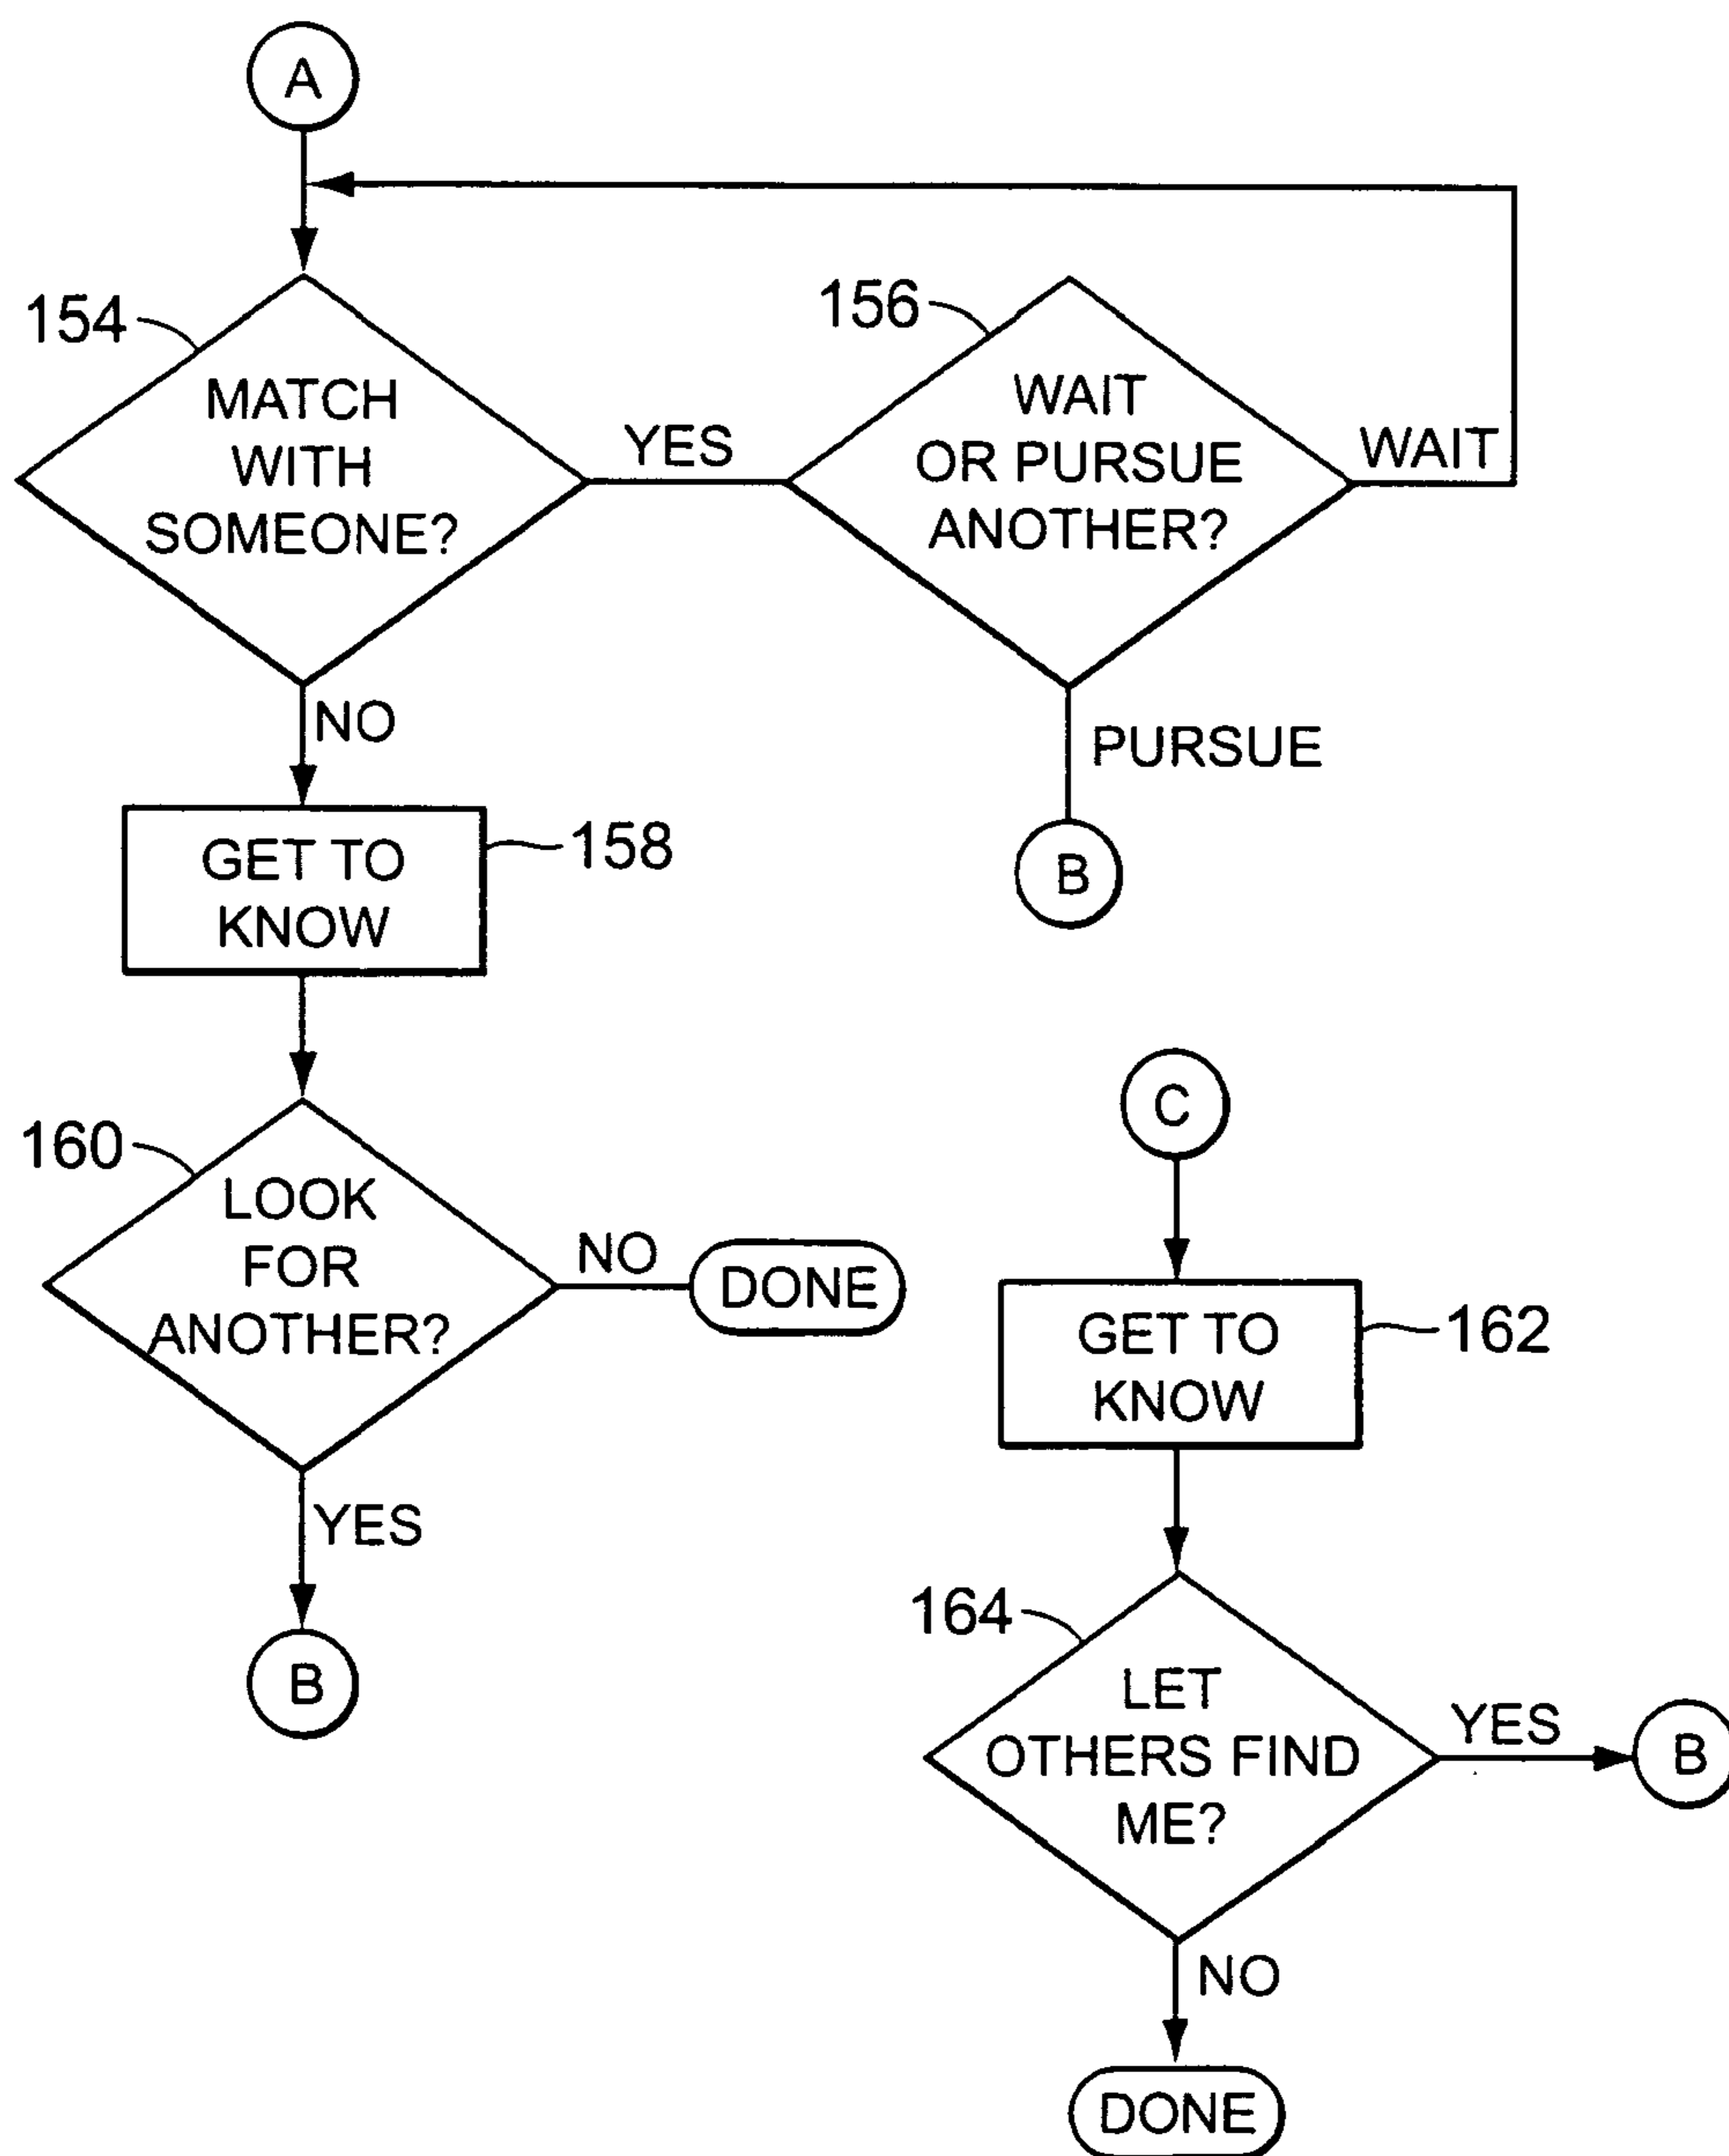 A
154
MATCH
WITH
SOMEONE?
YES
156
WAIT
OR PURSUE
ANOTHER?
WAIT
NO
PURSUE
B
GET TO
KNOW
158
160
LOOK
FOR
ANOTHER?
NO
DONE
YES
B
C
GET TO
KNOW
162
164
LET
OTHERS FIND
ME?
YES
B
NO
DONE